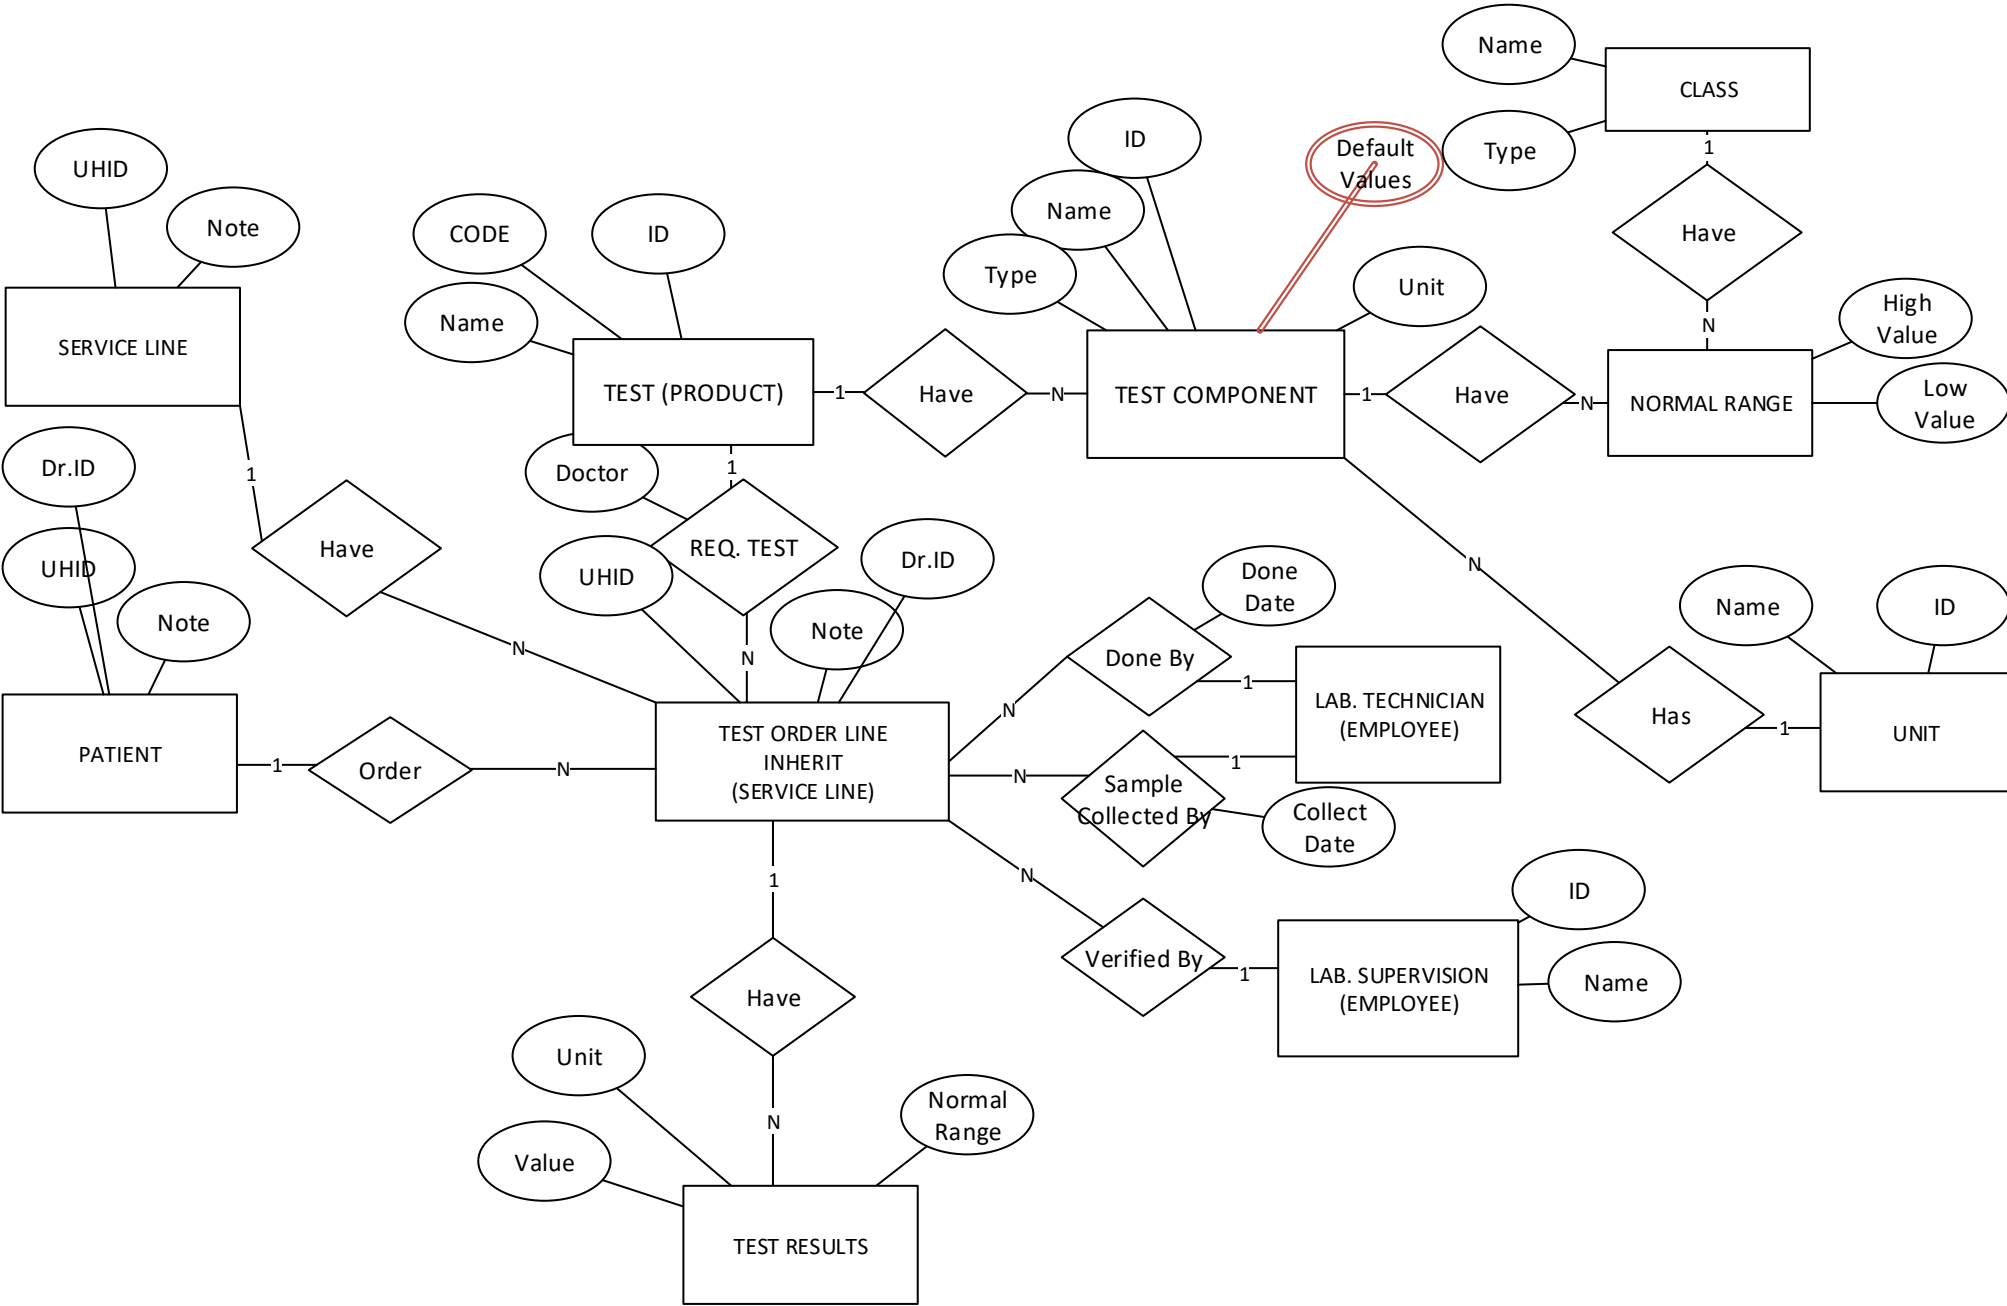 Name
CLASS
Type
ID
Default
Values
Name
Type
Unit
1
Have
N
High
Value
Low
Value
UHID
Note
SERVICE LINE
CODE
ID
Name
TEST (PRODUCT)
1
Have
N
TEST COMPONENT
1
Have
N
NORMAL RANGE
Dr.ID
UHID
Note
PATIENT
1
Have
N
Doctor
1
REQ. TEST
N
UHID
Note
Dr.ID
Done
Date
Done By
N
1
LAB. TECHNICIAN
(EMPLOYEE)
N
Has
1
Name
ID
UNIT
1
Order
N
TEST ORDER LINE
INHERIT
(SERVICE LINE)
N
Sample
Collected By
1
Collect
Date
N
Verified By
1
LAB. SUPERVISION
(EMPLOYEE)
ID
Name
1
Have
N
Unit
Value
Normal
Range
TEST RESULTS